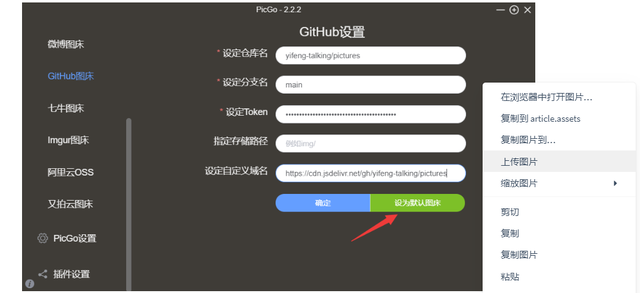 PicGo - 2.2.2
微博图床
GitHub图床
七牛图床
Imgur图床
阿里云OSS
又拍云图床
PicGo设置
插件设置
GitHub设置
* 设定仓库名
yifeng-talking/pictures
* 设定分支名
main
* 设定Token
指定存储路径
例如img/
设定自定义域名
https://cdn.jsdelivr.net/gh/yifeng-talking/pictures
确定
设为默认图床
在浏览器中打开图片...
复制到 article.assets
复制图片到...
上传图片
缩放图片
剪切
复制
复制图片
粘贴